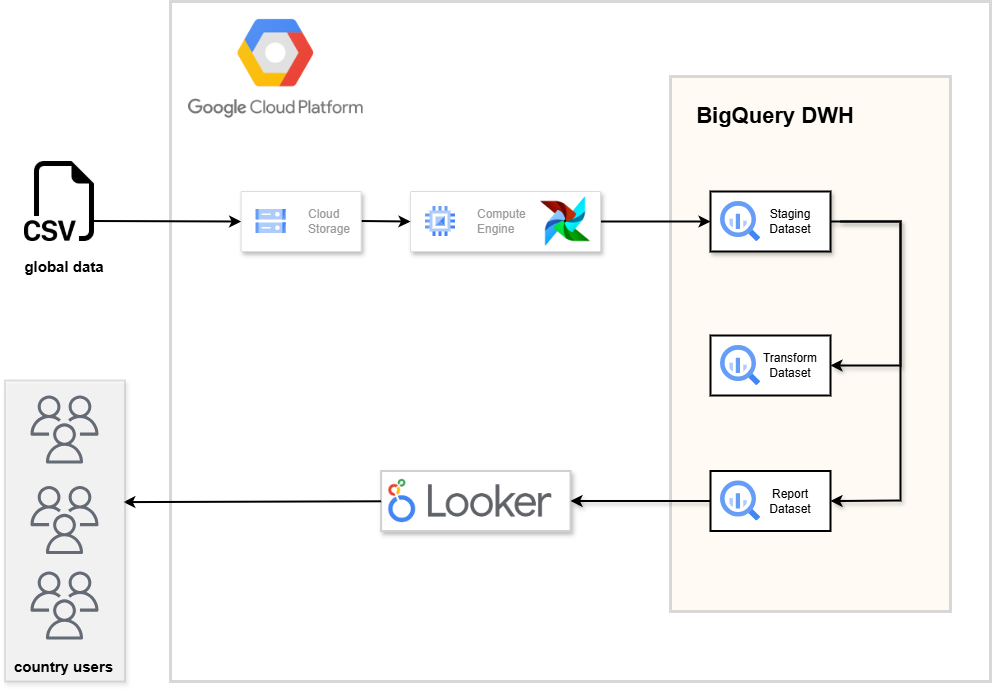 Google Cloud Platform
BigQuery DWH
CSV
global data
Cloud
Storage
Compute
Engine
Staging
Dataset
Transform
Dataset
Report
Dataset
Looker
country users